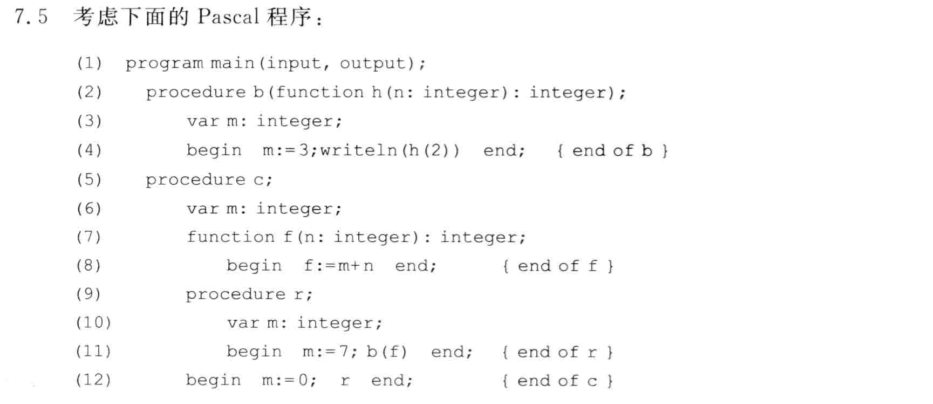 7.5 考虑下面的 Pascal 程序：
(1) program main(input, output);
(2) procedure b(function h(n: integer): integer);
(3) var m: integer;
(4) begin m:=3;writeln(h(2)) end; { end of b }
(5) procedure c;
(6) var m: integer;
(7) function f(n: integer): integer;
(8) begin f:=m+n end; { end of f }
(9) procedure r;
(10) var m: integer;
(11) begin m:=7; b(f) end; { end of r }
(12) begin m:=0; r end; { end of c }